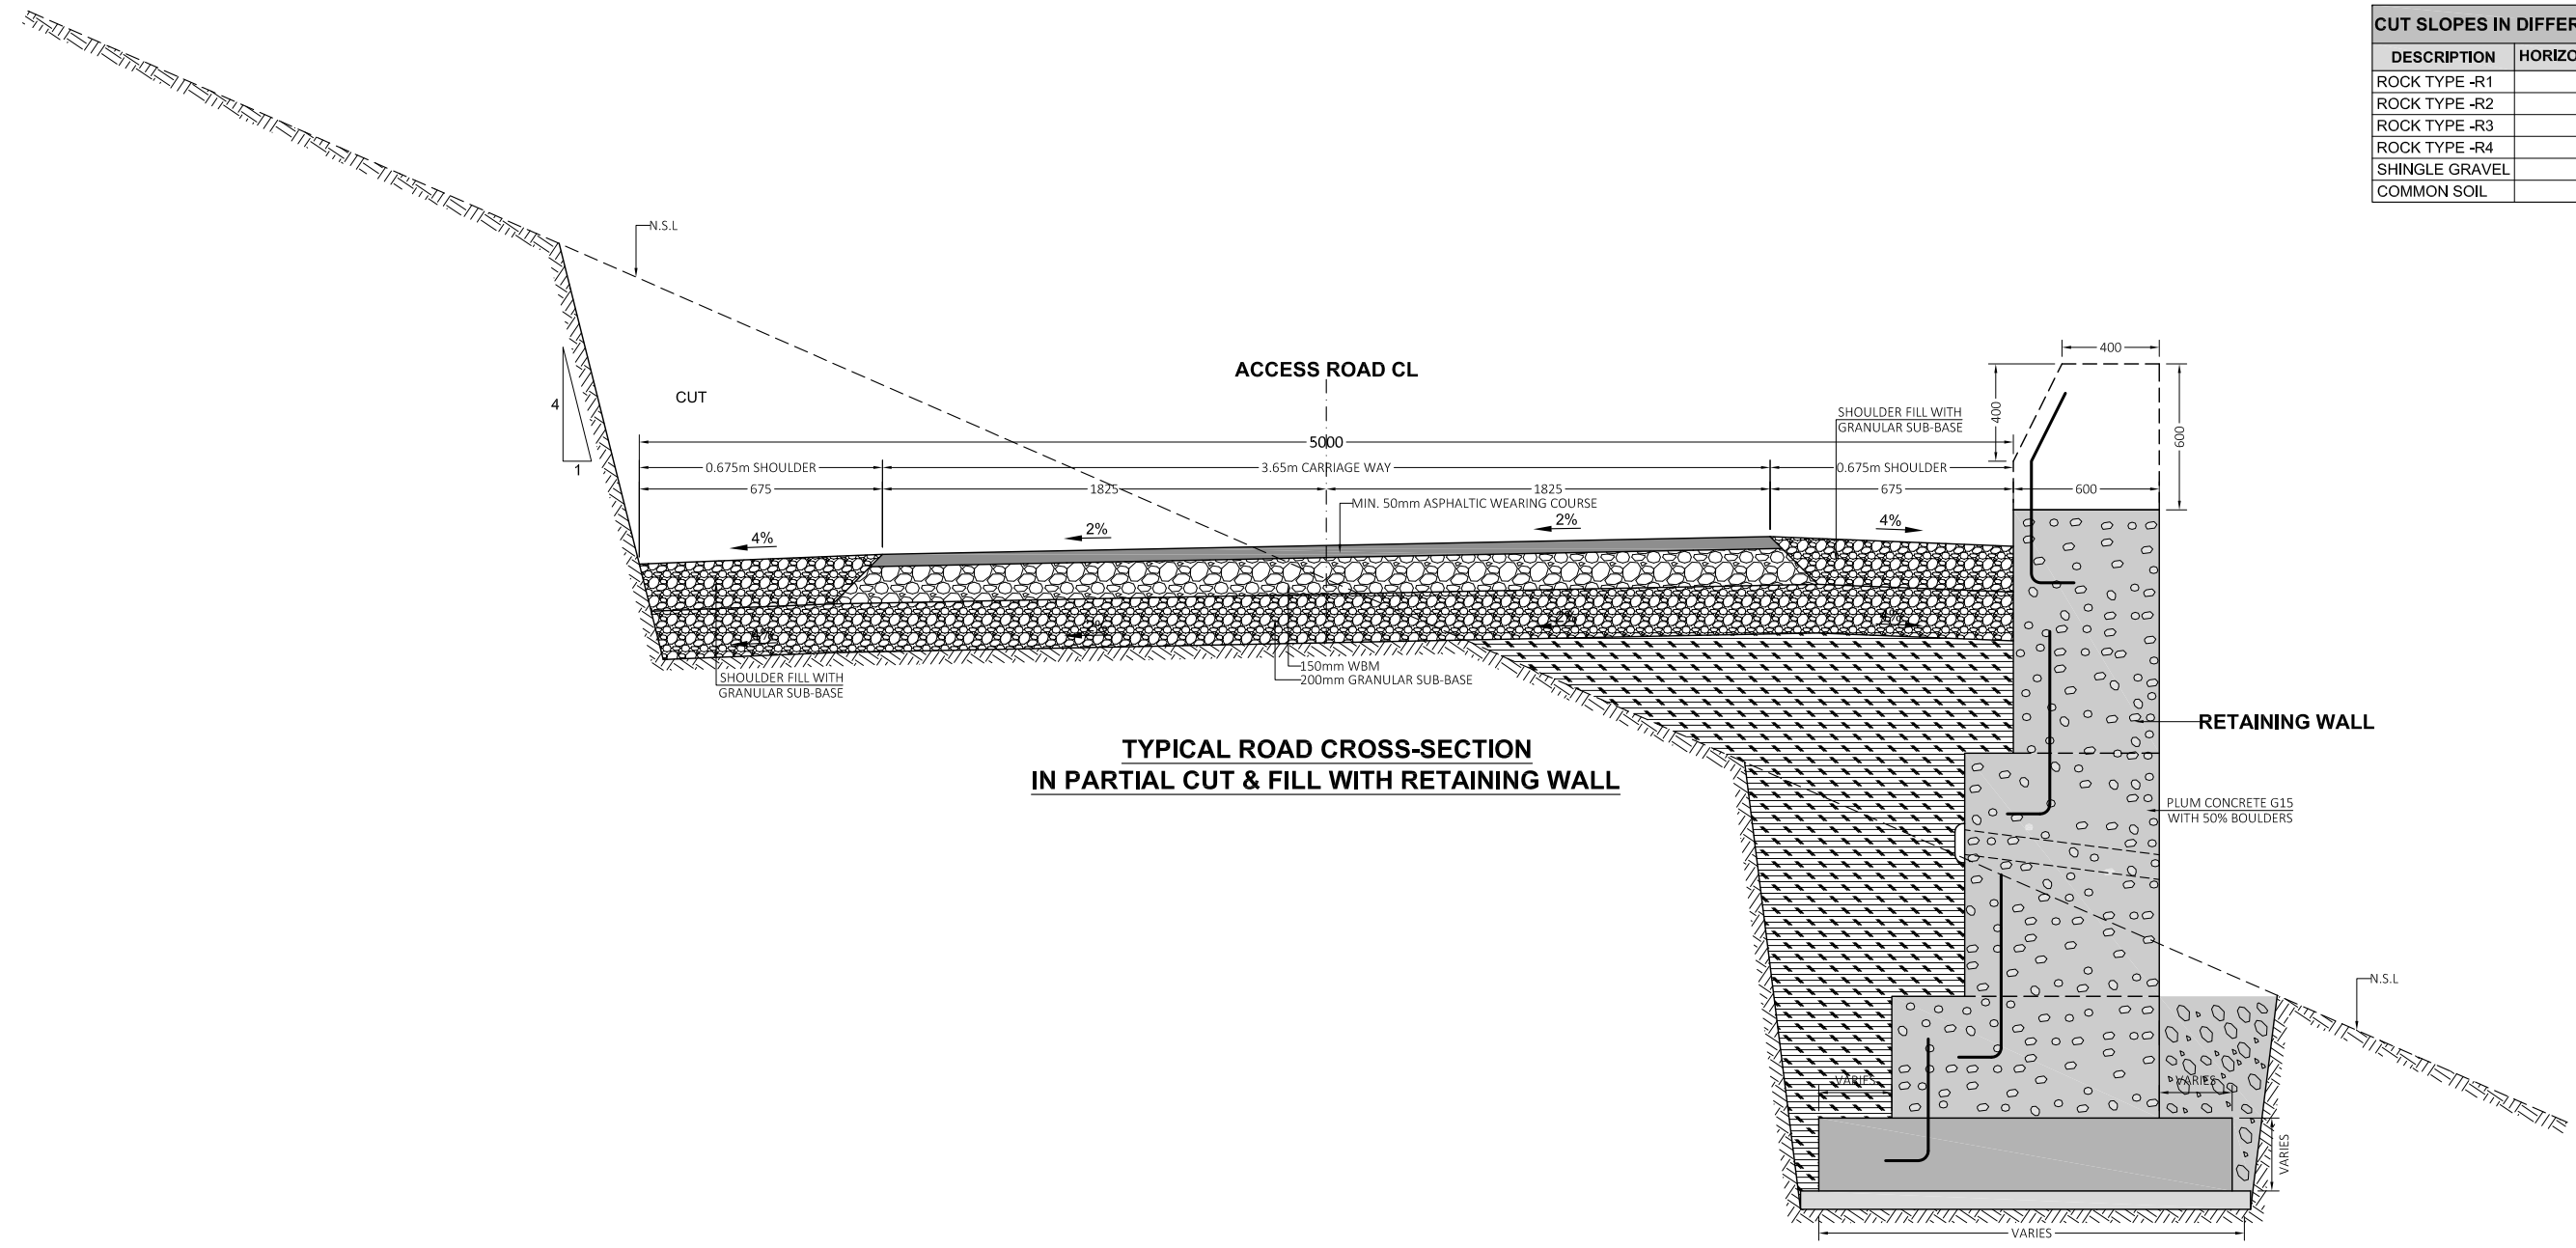 CUT SLOPES IN DIFFER
DESCRIPTION HORIZO
ROCK TYPE -R1
ROCK TYPE -R2
ROCK TYPE -R3
ROCK TYPE -R4
SHINGLE GRAVEL
COMMON SOIL
N.S.L
4
1
CUT
ACCESS ROAD CL
400
400
600
SHOULDER FILL WITH
GRANULAR SUB-BASE
5000
0.675m SHOULDER 3.65m CARRIAGE WAY 0.675m SHOULDER
675 1825 1825 675 600
MIN. 50mm ASPHALTIC WEARING COURSE
4% 2% 2% 4%
4% 2% 2% 4%
150mm WBM
200mm GRANULAR SUB-BASE
SHOULDER FILL WITH
GRANULAR SUB-BASE
RETAINING WALL
TYPICAL ROAD CROSS-SECTION
IN PARTIAL CUT & FILL WITH RETAINING WALL
PLUM CONCRETE G15
WITH 50% BOULDERS
N.S.L
VARIES VARIES
VARIES
VARIES